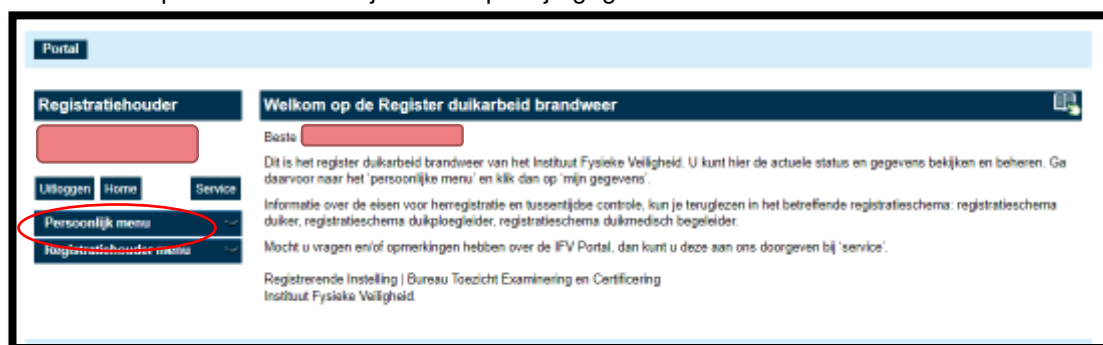 Portal
Registratiehouder
Uitloggen Home Service
Persoonlijk menu
Registratiehouder menu
Welkom op de Register duikarbeid brandweer
Beste
Dit is het register duikarbeid brandweer van het Instituut Fysieke Veiligheid. U kunt hier de actuele status en gegevens bekijken en beheren. Ga
daarvoor naar het 'persoonlijke menu' en klik dan op 'mijn gegevens'.
Informatie over de eisen voor herregistratie en tussentijdse controle, kun je teruglezen in het betreffende registratieschema: registratieschema
duiker, registratieschema duikploegleider, registratieschema duikmedisch begeleider.
Mocht u vragen en/of opmerkingen hebben over de IFV Portal, dan kunt u deze aan ons doorgeven bij 'service'.
Registrerende Instelling | Bureau Toezicht Examinering en Certificering
Instituut Fysieke Veiligheid.